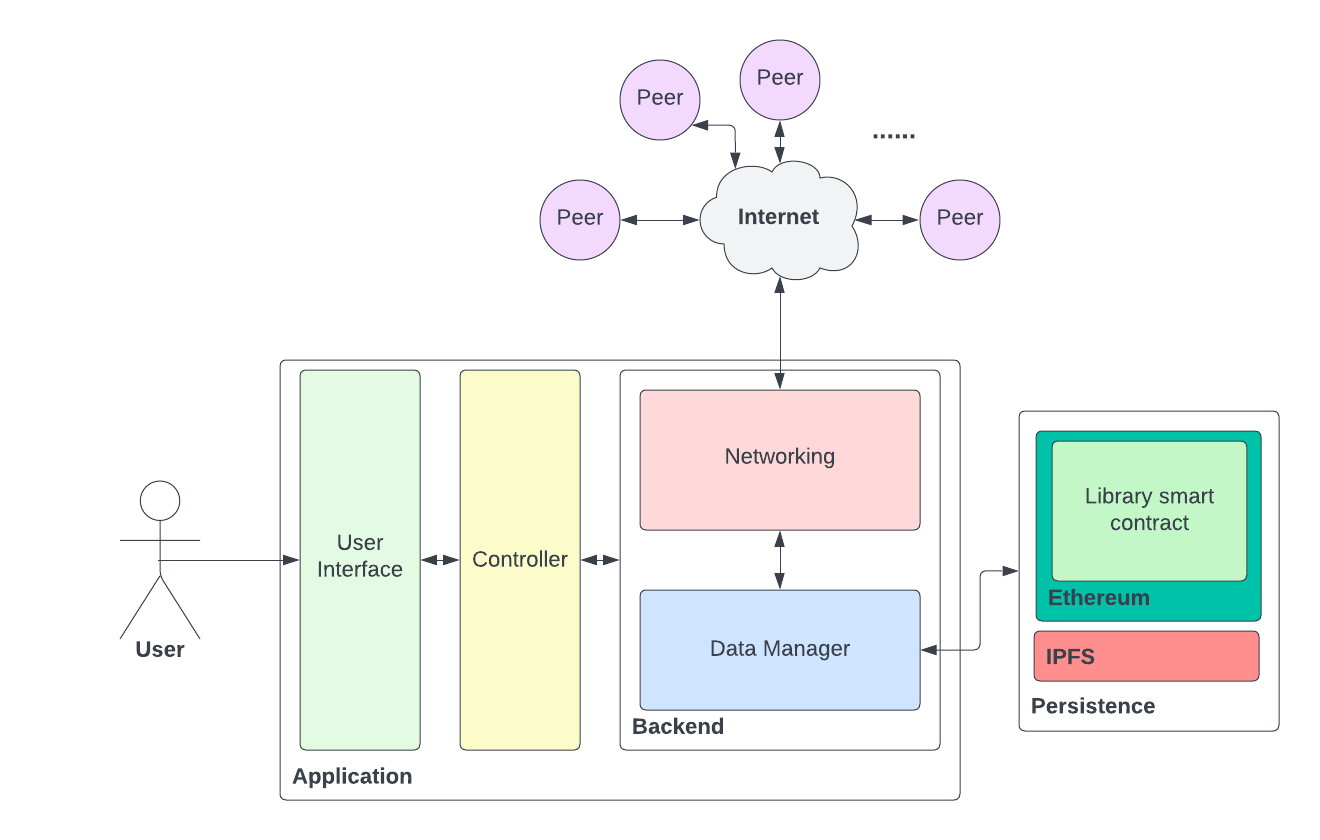 Peer
Peer
......
Peer
Internet
Peer
Networking
Library smart
contract
User
Interface
Controller
Ethereum
Data Manager
IPFS
User
Persistence
Backend
Application